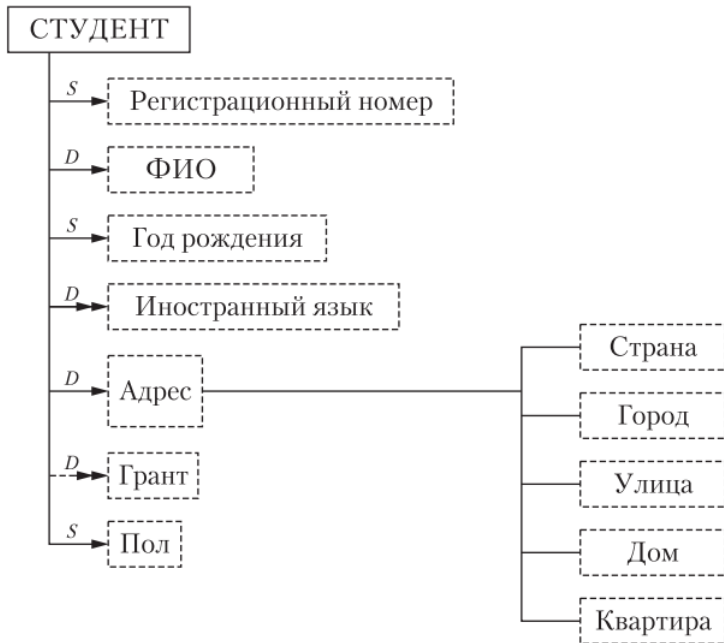 СТУДЕНТ
S
Регистрационный номер
D
ФИО
S
Год рождения
D
Иностранный язык
D
Адрес
Страна
Город
Улица
Дом
Квартира
D
Грант
S
Пол